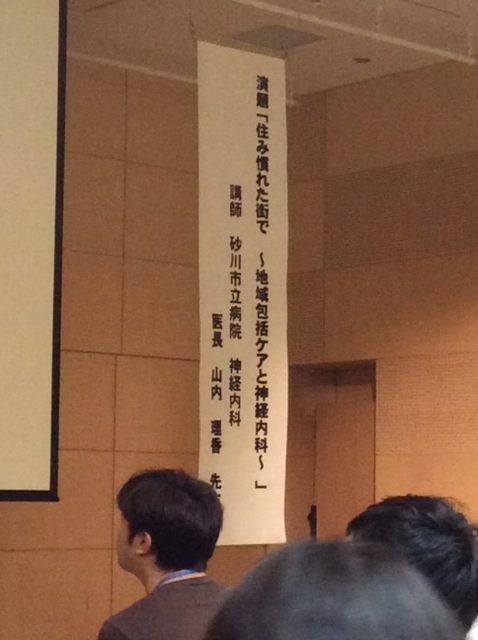 演題「住み慣れた街で　～地域包括ケアと神経内科～」
講師　砂川市立病院　神経内科
医長　山内　理香　先